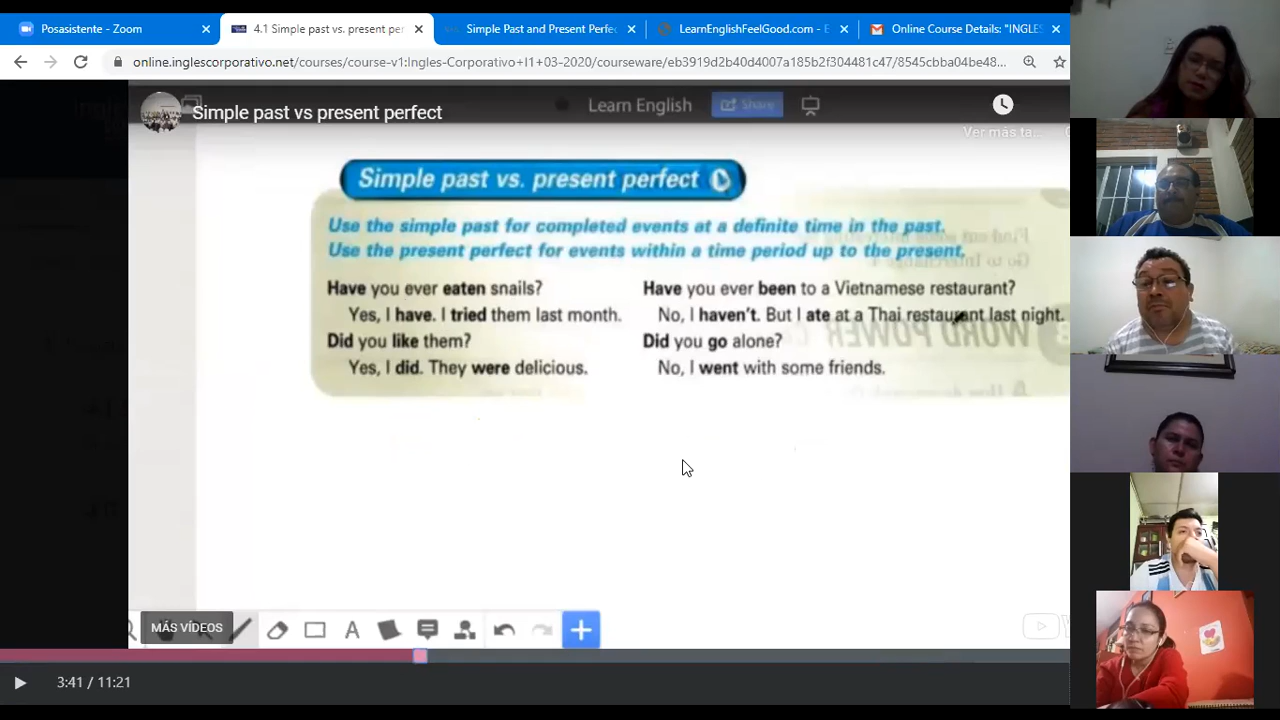 Posasistente - Zoom
4.1 Simple past vs. present per
Simple Past and Present Perfec
LearnEnglishFeelGood.com - E
Online Course Details: "INGLES
online.inglescorporativo.net/courses/course-v1:Ingles-Corporativo+I1+03-2020/courseware/eb3919d2b40d4007a185b2f304481c47/8545cbba04be48...
Learn English
Share
Simple past vs present perfect
Ver más ta...
Simple past vs. present perfect
Use the simple past for completed events at a definite time in the past.
Use the present perfect for events within a time period up to the present.
Have you ever eaten snails?
Yes, I have. I tried them last month.
Did you like them?
Yes, I did. They were delicious.
Have you ever been to a Vietnamese restaurant?
No, I haven't. But I ate at a Thai restaurant last night.
Did you go alone?
No, I went with some friends.
WORD POWER
MÁS VÍDEOS
3:41 / 11:21